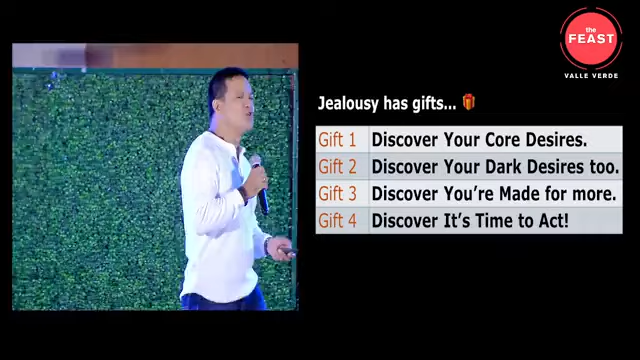 the
FEAST
VALLE VERDE
Jealousy has gifts...
Gift 1 Discover Your Core Desires.
Gift 2 Discover Your Dark Desires too.
Gift 3 Discover You're Made for more.
Gift 4 Discover It's Time to Act!